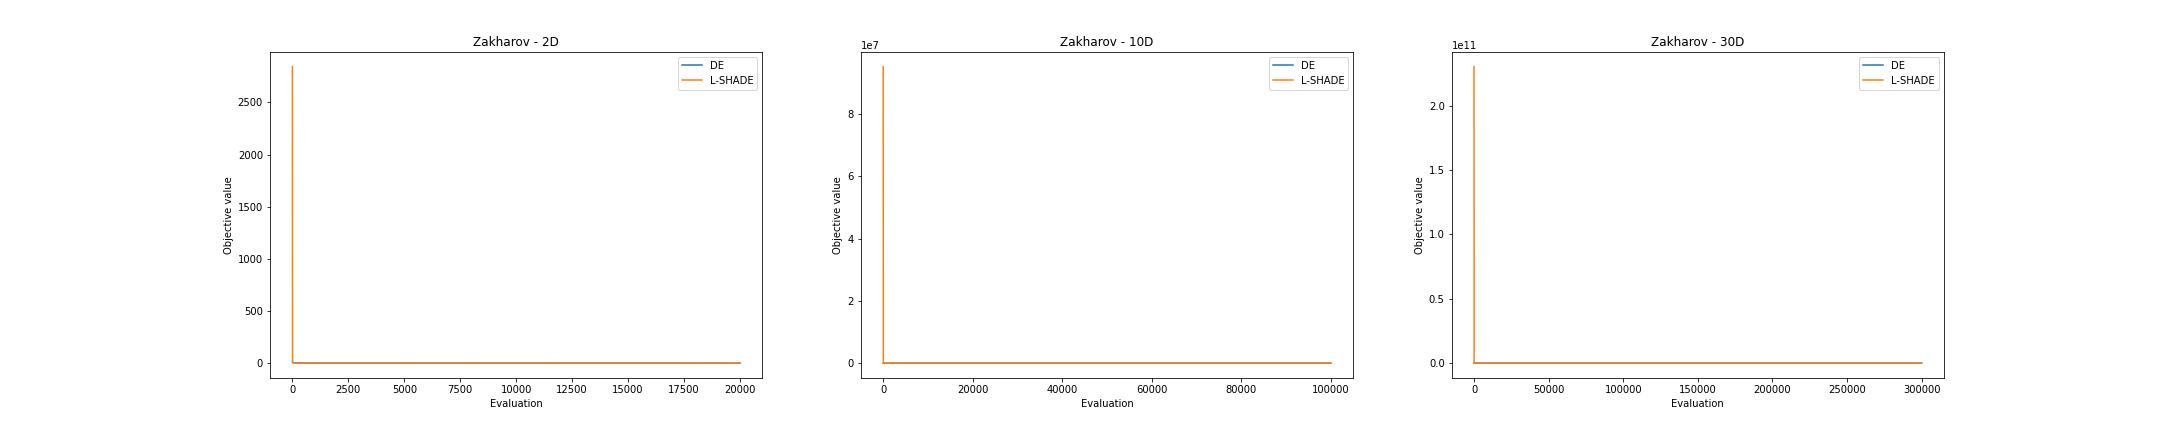 Zakharov - 2D
DE
L-SHADE
2500
2000
1500
1000
500
0
Objective value
0 2500 5000 7500 10000 12500 15000 17500 20000
Evaluation
Zakharov - 10D
1e7
DE
L-SHADE
8
6
4
2
0
Objective value
0 20000 40000 60000 80000 100000
Evaluation
Zakharov - 30D
1e11
DE
L-SHADE
2.0
1.5
1.0
0.5
0.0
Objective value
0 50000 100000 150000 200000 250000 300000
Evaluation